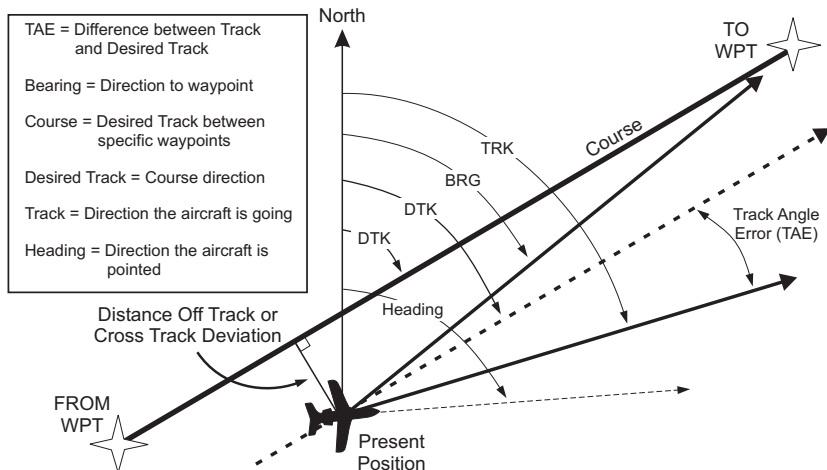 TAE = Difference between Track
and Desired Track
Bearing = Direction to waypoint
Course = Desired Track between
specific waypoints
Desired Track = Course direction
Track = Direction the aircraft is going
Heading = Direction the aircraft is
pointed
North
TO
WPT
Course
TRK
BRG
DTK
DTK
Track Angle
Error (TAE)
Heading
Distance Off Track or
Cross Track Deviation
FROM
WPT
Present
Position